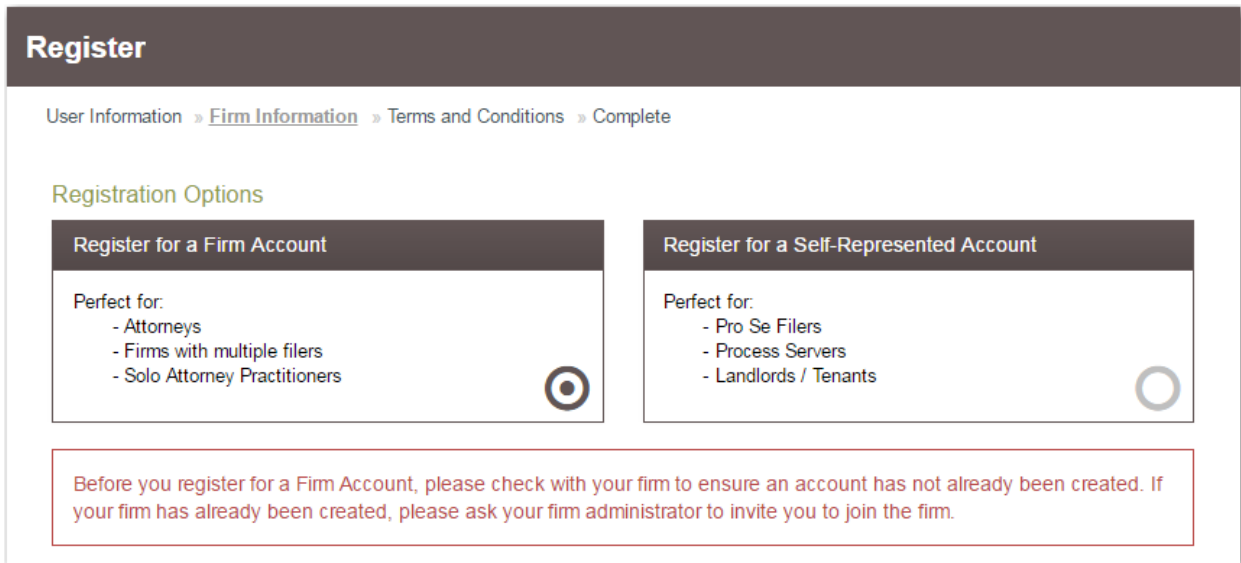 Register
User Information » Firm Information » Terms and Conditions » Complete
Registration Options
Register for a Firm Account
Perfect for:
- Attorneys
- Firms with multiple filers
- Solo Attorney Practitioners
Register for a Self-Represented Account
Perfect for:
- Pro Se Filers
- Process Servers
- Landlords / Tenants
Before you register for a Firm Account, please check with your firm to ensure an account has not already been created. If
your firm has already been created, please ask your firm administrator to invite you to join the firm.